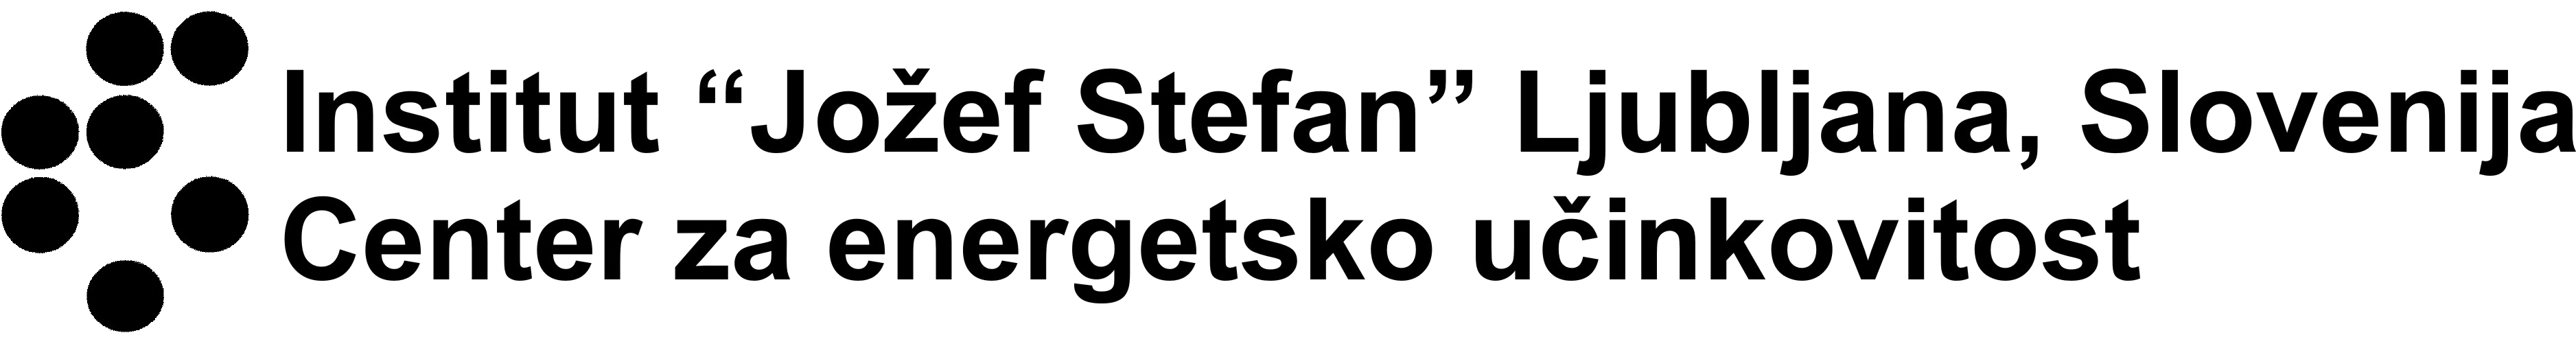 Institut “Jožef Stefan” Ljubljana, Slovenija
Center za energetsko učinkovitost